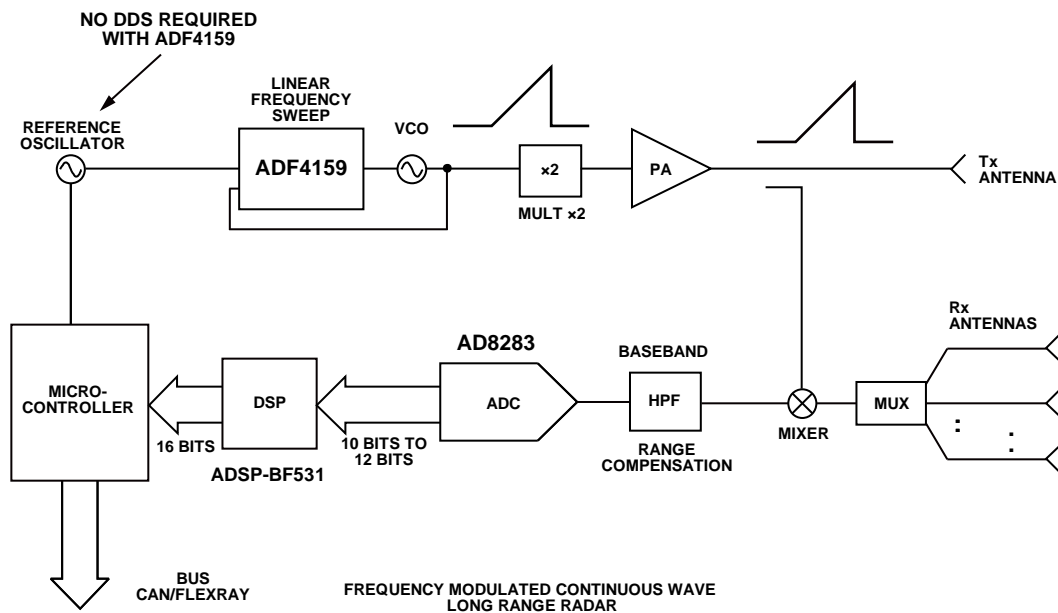 NO DDS REQUIRED
WITH ADF4159
LINEAR
FREQUENCY
SWEEP
REFERENCE
OSCILLATOR
VCO
ADF4159
×2
PA
Tx
ANTENNA
MULT ×2
Rx
ANTENNAS
AD8283
BASEBAND
MICRO-
CONTROLLER
DSP
ADC
HPF
MUX
MIXER
16 BITS
10 BITS TO
12 BITS
ADSP-BF531
RANGE
COMPENSATION
BUS
CAN/FLEXRAY
FREQUENCY MODULATED CONTINUOUS WAVE
LONG RANGE RADAR